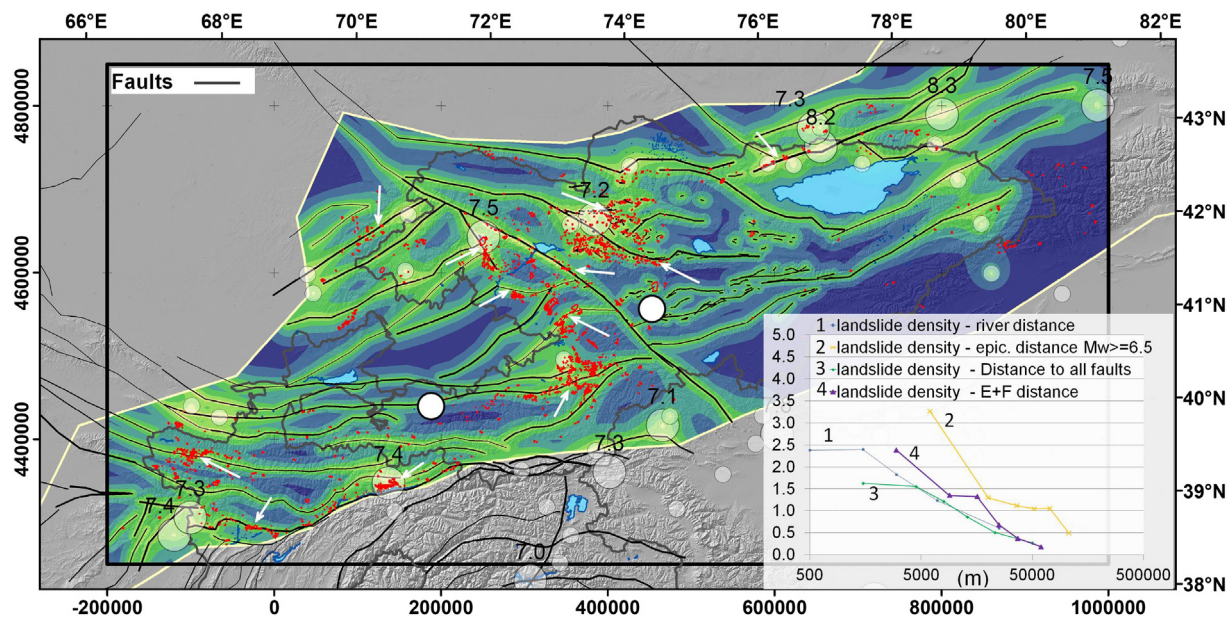 66°E 68° 70° 72° 74° 76° 78° 80° 82°E
Faults
4800000
4600000
4400000
43°N
42°N
41°N
40°N
39°N
38°N
7.5
8.3
7.3
8.2
7.2
7.5
7.1
7.3
7.4
7.3
7.4
7.0
1 landslide density - river distance
2 landslide density - epic. distance Mw>=6.5
3 landslide density - Distance to all faults
4 landslide density - E+F distance
5.0
4.5
4.0
3.5
3.0
2.5
2.0
1.5
1.0
0.5
0.0
1
2
3
4
500 5000 (m) 50000 500000
-200000 0 200000 400000 600000 800000 1000000